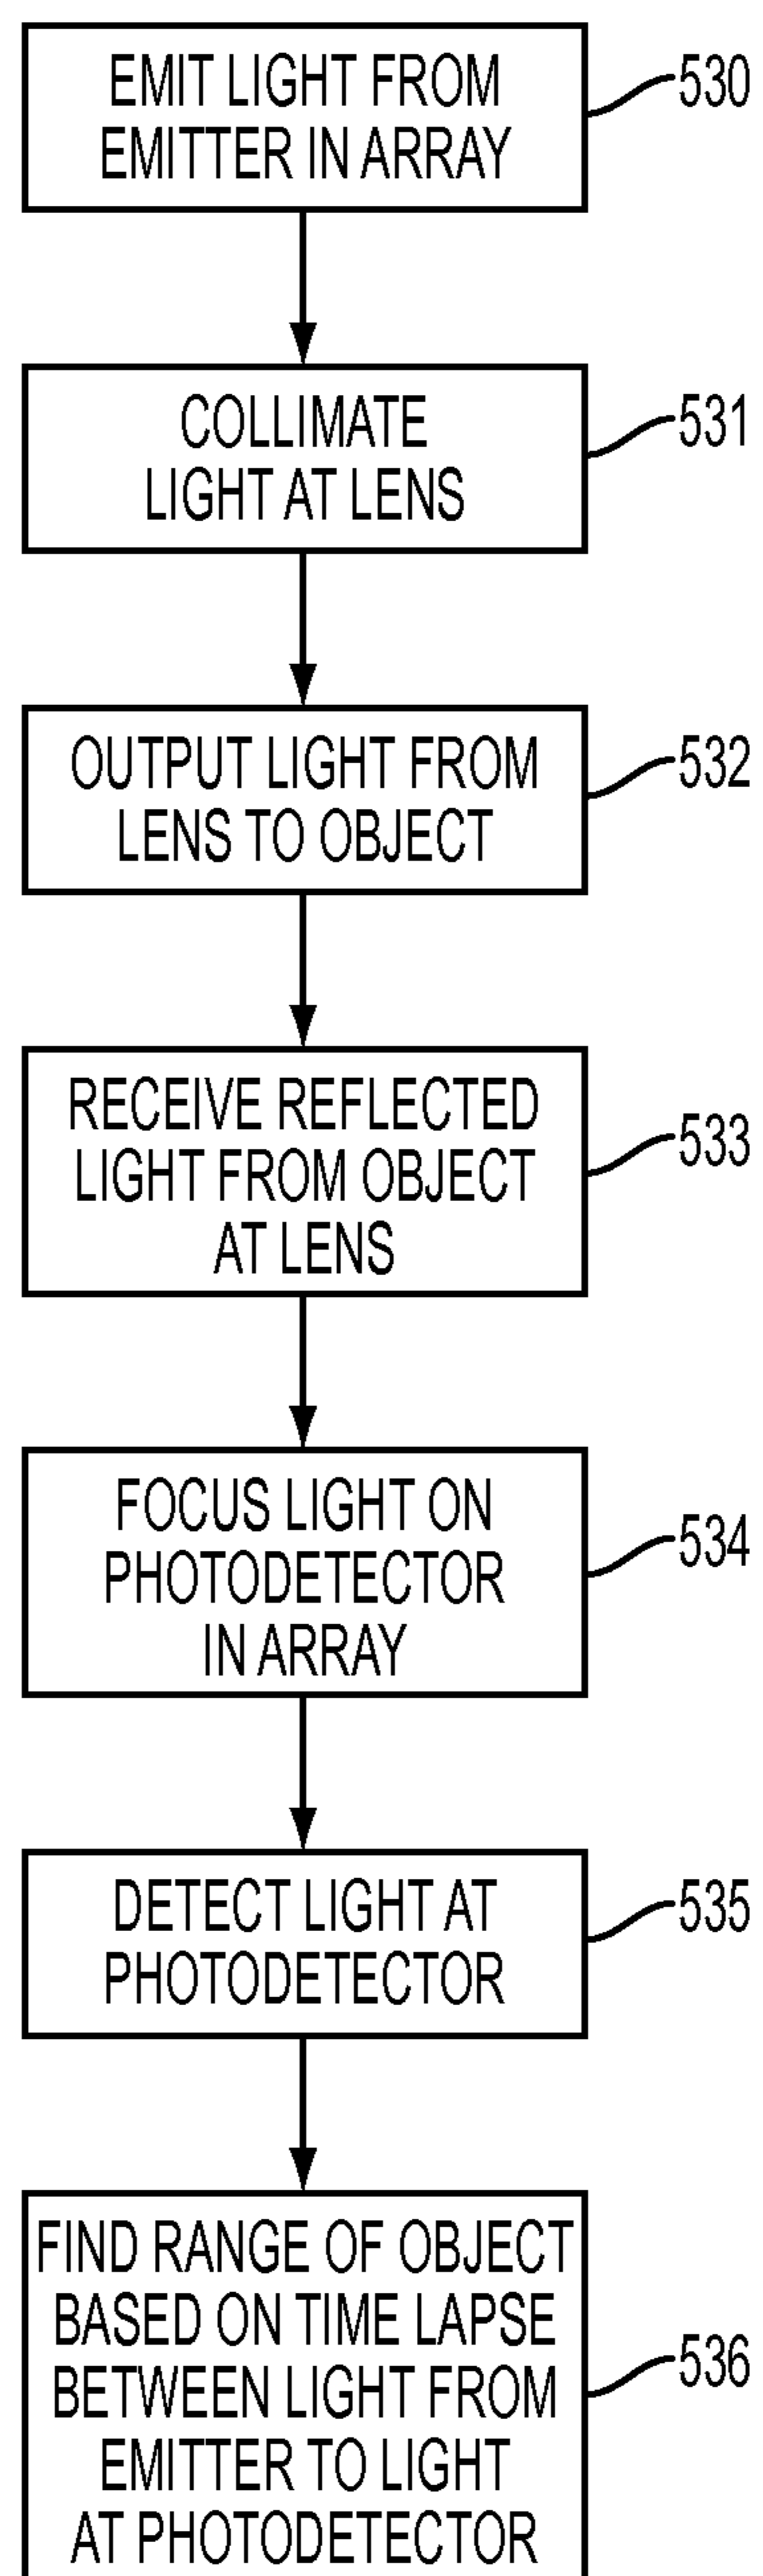 EMIT LIGHT FROM
EMITTER IN ARRAY
530
COLLIMATE
LIGHT AT LENS
531
OUTPUT LIGHT FROM
LENS TO OBJECT
532
RECEIVE REFLECTED
LIGHT FROM OBJECT
AT LENS
533
FOCUS LIGHT ON
PHOTODETECTOR
IN ARRAY
534
DETECT LIGHT AT
PHOTODETECTOR
535
FIND RANGE OF OBJECT
BASED ON TIME LAPSE
BETWEEN LIGHT FROM
EMITTER TO LIGHT
AT PHOTODETECTOR
536